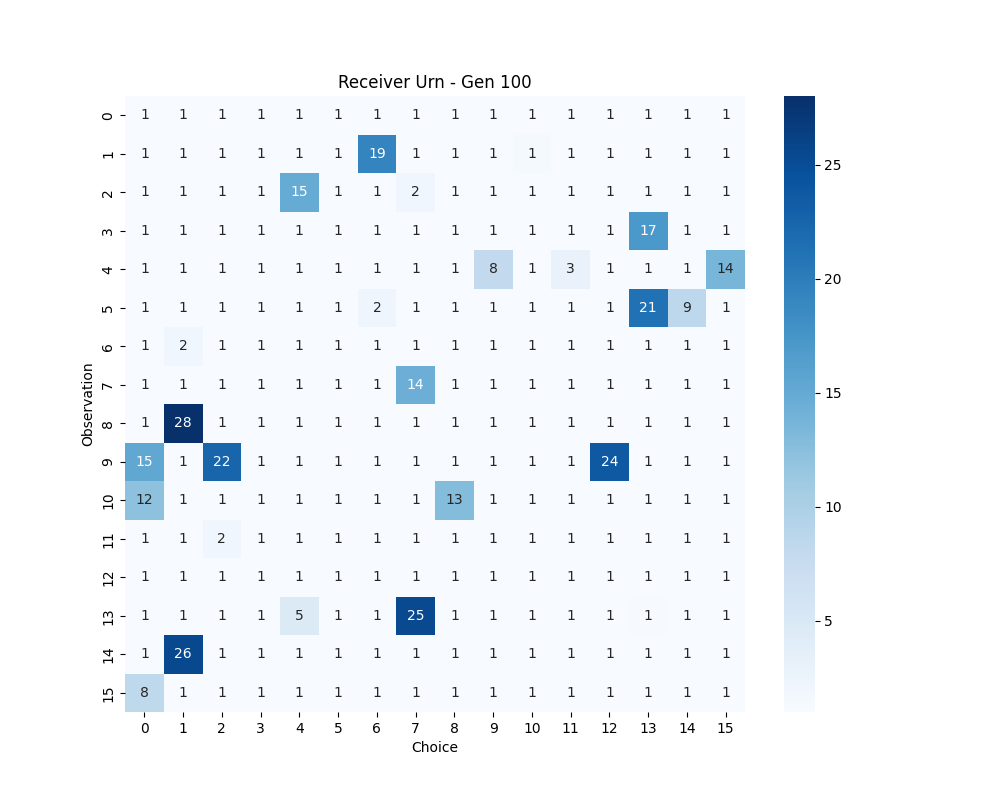 Receiver Urn - Gen 100
0 1 1 1 1 1 1 1 1 1 1 1 1 1 1 1 1
1 1 1 1 1 1 1 19 1 1 1 1 1 1 1 1 1
2 1 1 1 1 15 1 1 2 1 1 1 1 1 1 1 1
3 1 1 1 1 1 1 1 1 1 1 1 1 1 17 1 1
4 1 1 1 1 1 1 1 1 1 8 1 3 1 1 1 14
5 1 1 1 1 1 1 2 1 1 1 1 1 1 21 9 1
6 1 2 1 1 1 1 1 1 1 1 1 1 1 1 1 1
7 1 1 1 1 1 1 1 14 1 1 1 1 1 1 1 1
8 1 28 1 1 1 1 1 1 1 1 1 1 1 1 1 1
9 15 1 22 1 1 1 1 1 1 1 1 1 24 1 1 1
10 12 1 1 1 1 1 1 1 13 1 1 1 1 1 1 1
11 1 1 2 1 1 1 1 1 1 1 1 1 1 1 1 1
12 1 1 1 1 1 1 1 1 1 1 1 1 1 1 1 1
13 1 1 1 1 5 1 1 25 1 1 1 1 1 1 1 1
14 1 26 1 1 1 1 1 1 1 1 1 1 1 1 1 1
15 8 1 1 1 1 1 1 1 1 1 1 1 1 1 1 1
0 1 2 3 4 5 6 7 8 9 10 11 12 13 14 15
Choice
Observation
25
20
15
10
5